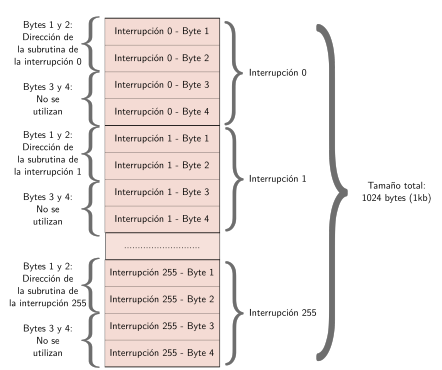 Bytes 1 y 2:
Dirección de
la subrutina de
la interrupción 0
Bytes 3 y 4:
No se
utilizan
Interrupción 0 - Byte 1
Interrupción 0 - Byte 2
Interrupción 0 - Byte 3
Interrupción 0 - Byte 4
Interrupción 0
Bytes 1 y 2:
Dirección de
la subrutina de
la interrupción 1
Bytes 3 y 4:
No se
utilizan
Interrupción 1 - Byte 1
Interrupción 1 - Byte 2
Interrupción 1 - Byte 3
Interrupción 1 - Byte 4
Interrupción 1
............................
Bytes 1 y 2:
Dirección de
la subrutina de
la interrupción 255
Bytes 3 y 4:
No se
utilizan
Interrupción 255 - Byte 1
Interrupción 255 - Byte 2
Interrupción 255 - Byte 3
Interrupción 255 - Byte 4
Interrupción 255
Tamaño total:
1024 bytes (1kb)